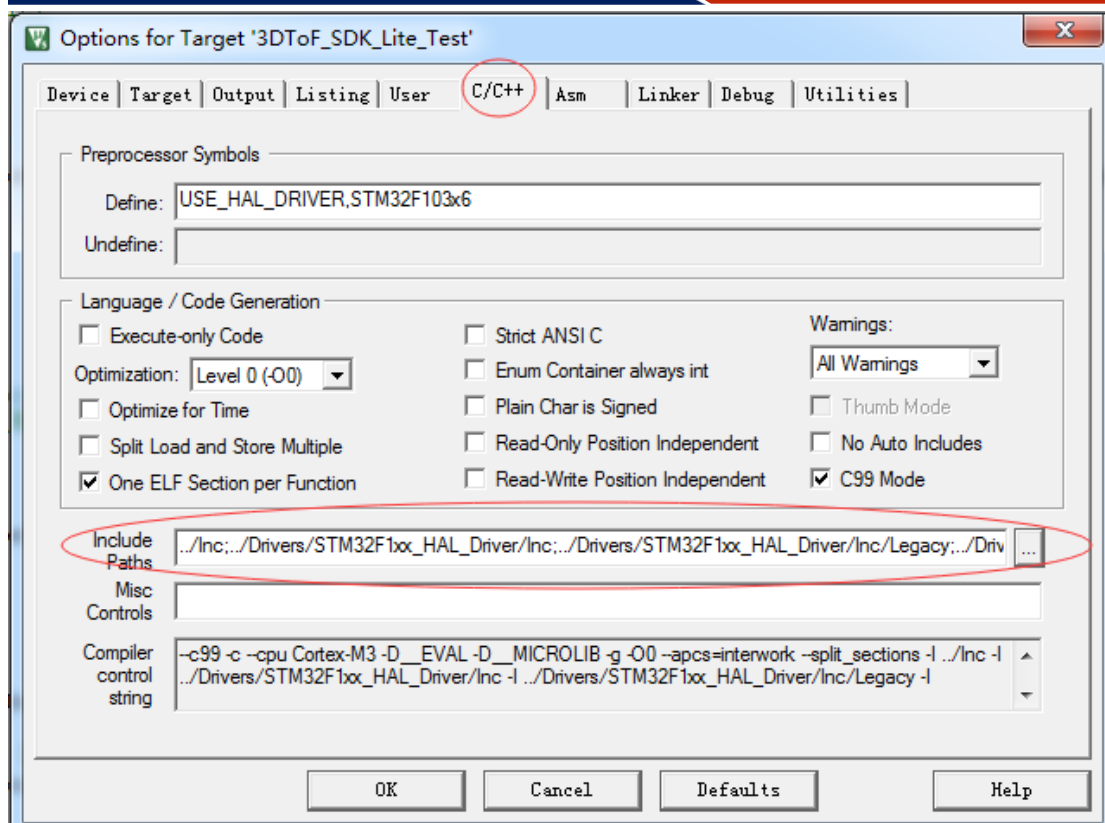 Options for Target '3DToF_SDK_Lite_Test'
Device Target Output Listing User C/C++ Asm Linker Debug Utilities
Preprocessor Symbols
Define: USE_HAL_DRIVER,STM32F103x6
Undefine:
Language / Code Generation
Execute-only Code
Strict ANSI C
Warnings:
Optimization: Level 0 (-O0)
Enum Container always int
All Warnings
Optimize for Time
Plain Char is Signed
Thumb Mode
Split Load and Store Multiple
Read-Only Position Independent
No Auto Includes
One ELF Section per Function
Read-Write Position Independent
C99 Mode
Include Paths
../Inc;../Drivers/STM32F1xx_HAL_Driver/Inc;../Drivers/STM32F1xx_HAL_Driver/Inc/Legacy;../Driv
...
Misc Controls
Compiler control string
--c99 -c --cpu Cortex-M3 -D__EVAL -D__MICROLIB -g -O0 --apcs=interwork --split_sections -I ../Inc -I
../Drivers/STM32F1xx_HAL_Driver/Inc -I ../Drivers/STM32F1xx_HAL_Driver/Inc/Legacy -I
OK Cancel Defaults Help